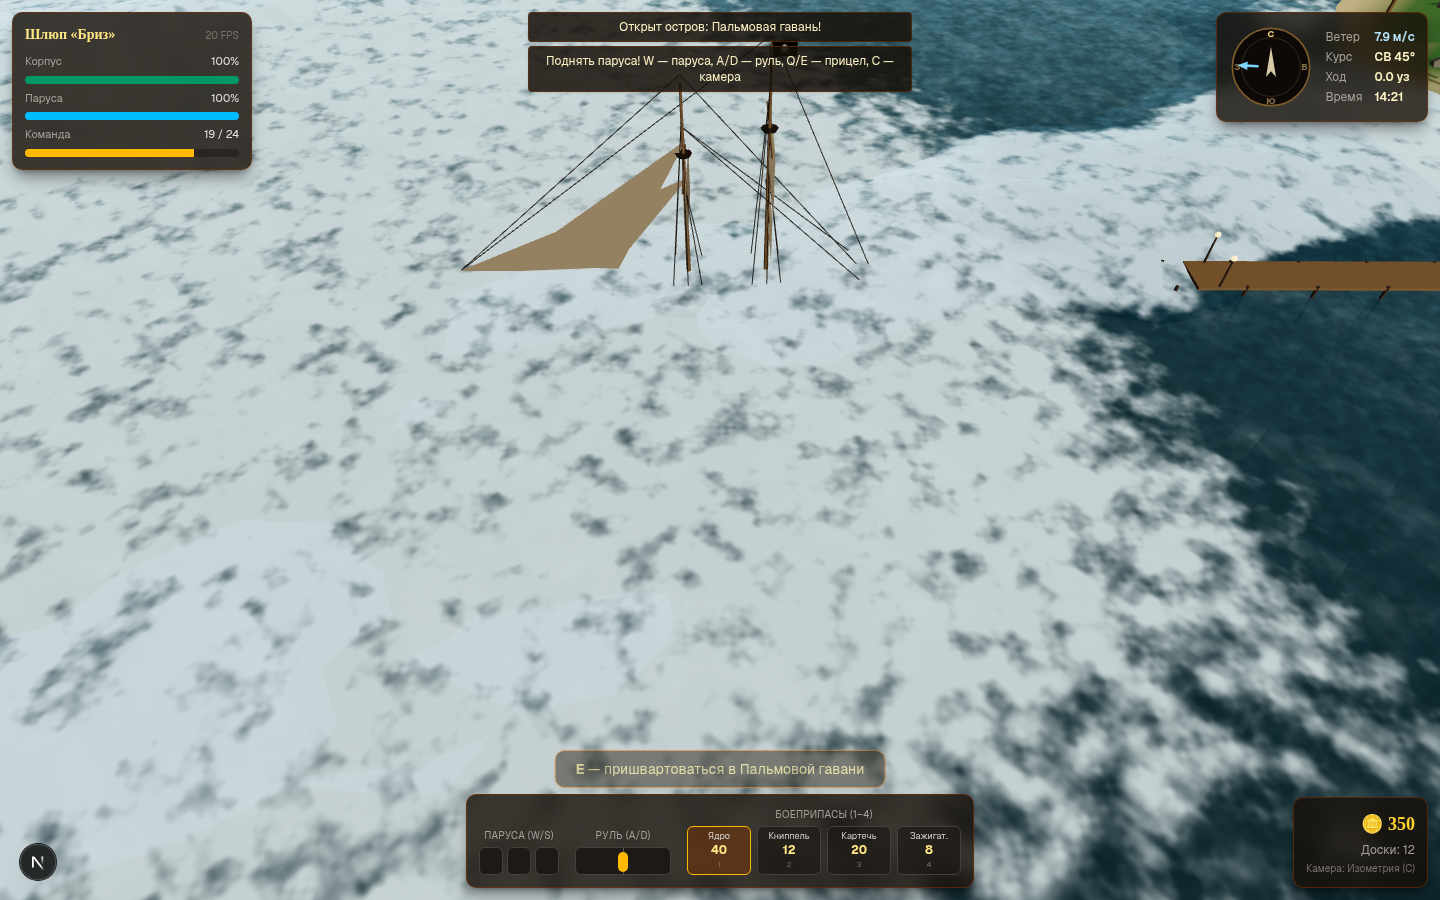 Шлюп «Бриз»
20 FPS
Корпус
100%
Паруса
100%
Команда
19 / 24
Открыт остров: Пальмовая гавань!
Поднять паруса! W — паруса, A/D — руль, Q/E — прицел, C —
камера
С
В
Ю
З
Ветер 7.9 м/с
Курс СВ 45°
Ход 0.0 уз
Время 14:21
E — пришвартоваться в Пальмовой гавани
ПАРУСА (W/S)
РУЛЬ (A/D)
БОЕПРИПАСЫ (1–4)
Ядро
40
1
Книппель
12
2
Картечь
20
3
Зажигат.
8
4
350
Доски: 12
Камера: Изометрия (C)
N